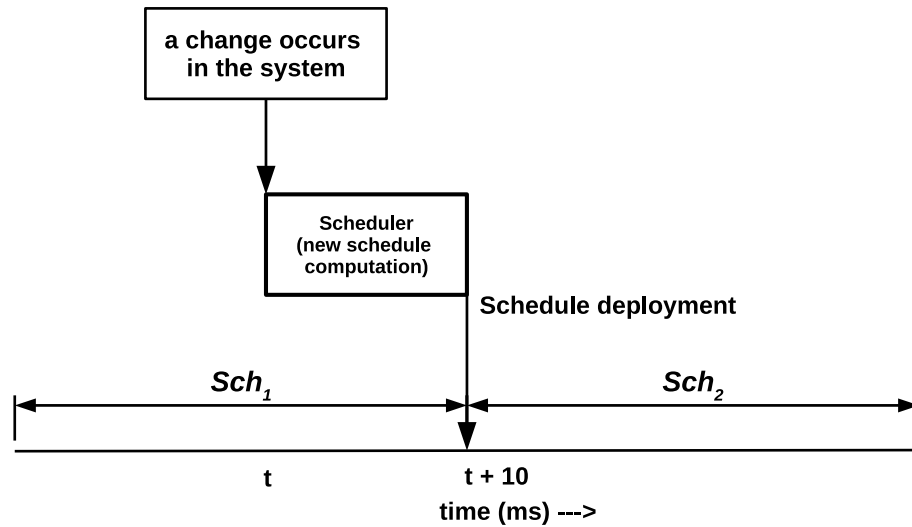 a change occurs
in the system
Scheduler
(new schedule
computation)
Schedule deployment
Sch₁
Sch₂
t
t + 10
time (ms) --->